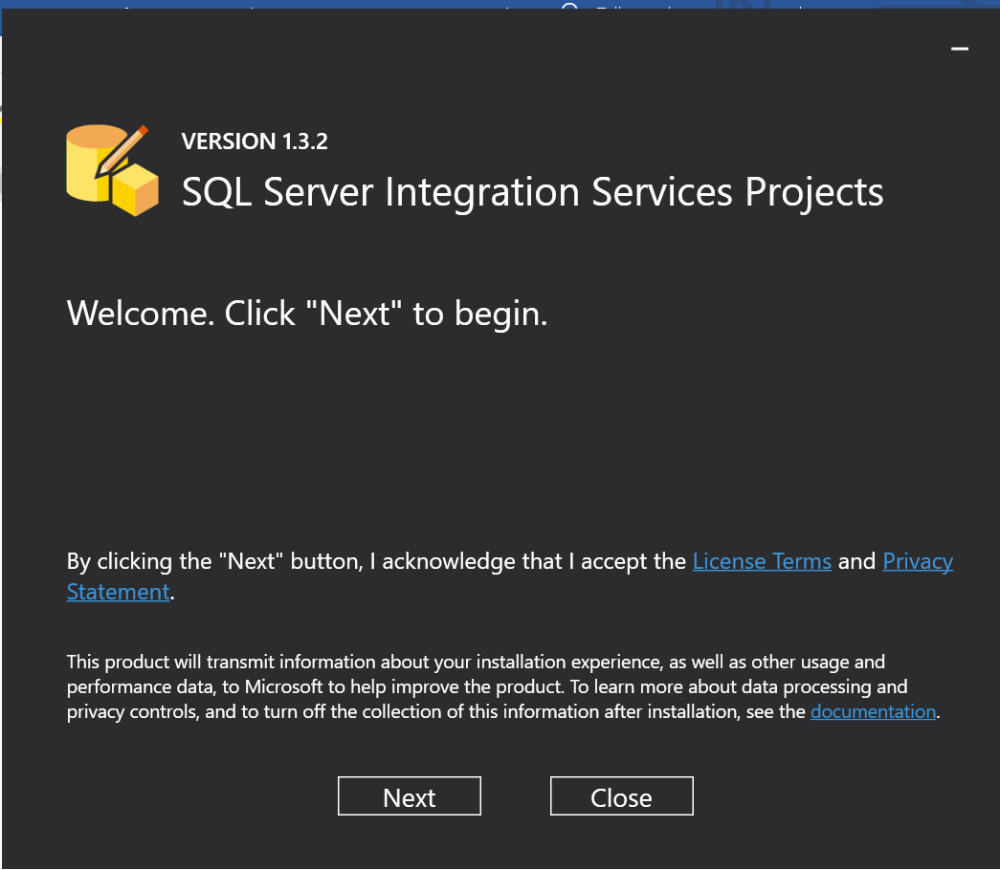 VERSION 1.3.2
SQL Server Integration Services Projects
Welcome. Click "Next" to begin.
By clicking the "Next" button, I acknowledge that I accept the License Terms and Privacy
Statement.
This product will transmit information about your installation experience, as well as other usage and
performance data, to Microsoft to help improve the product. To learn more about data processing and
privacy controls, and to turn off the collection of this information after installation, see the documentation.
Next
Close